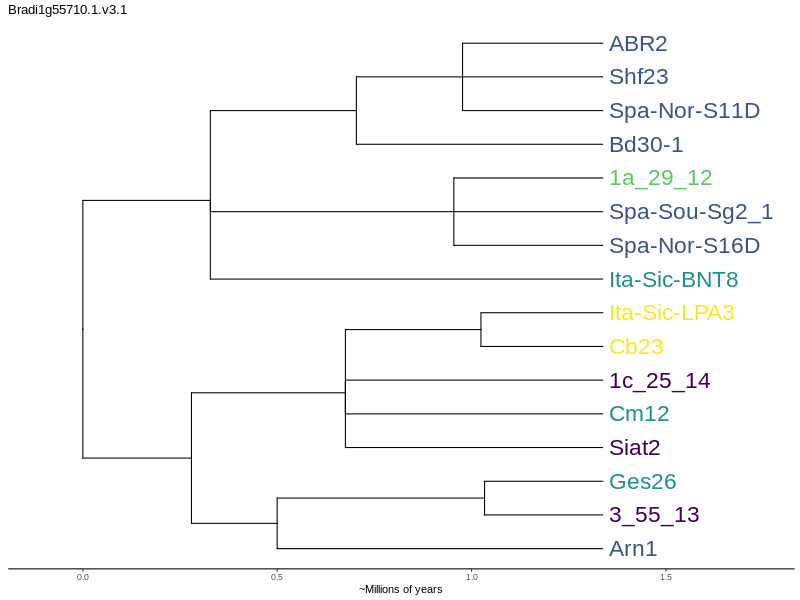 Bradi1g55710.1.v3.1
ABR2
Shf23
Spa-Nor-S11D
Bd30-1
1a_29_12
Spa-Sou-Sg2_1
Spa-Nor-S16D
Ita-Sic-BNT8
Ita-Sic-LPA3
Cb23
1c_25_14
Cm12
Siat2
Ges26
3_55_13
Arn1
0.0 0.5 1.0 1.5
~Millions of years